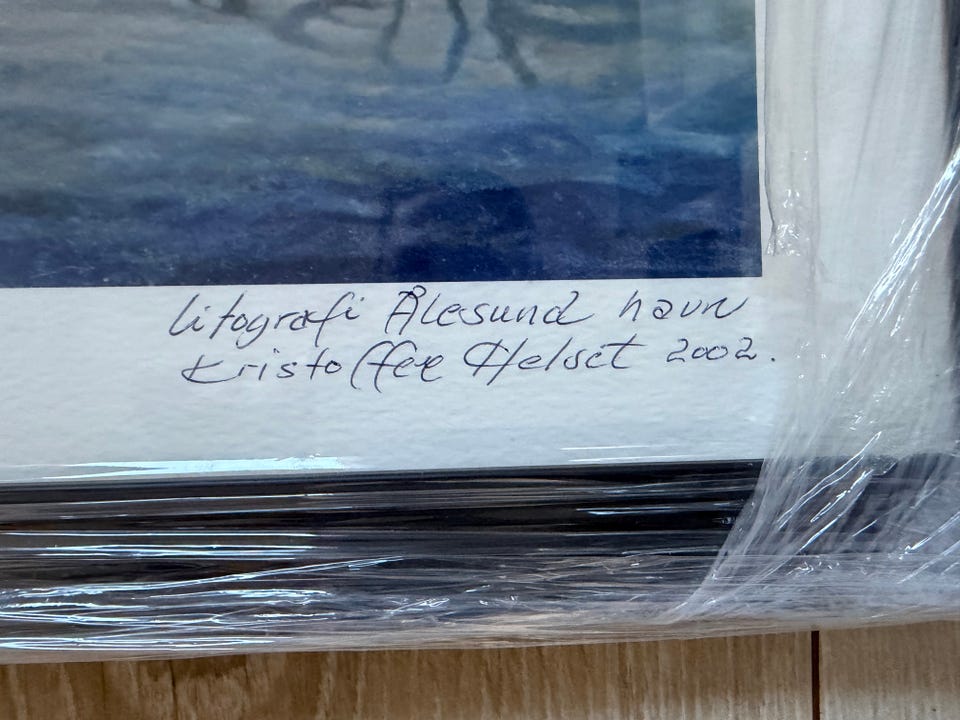 litografi Ålesund havn
Kristoffer Helset 2002.